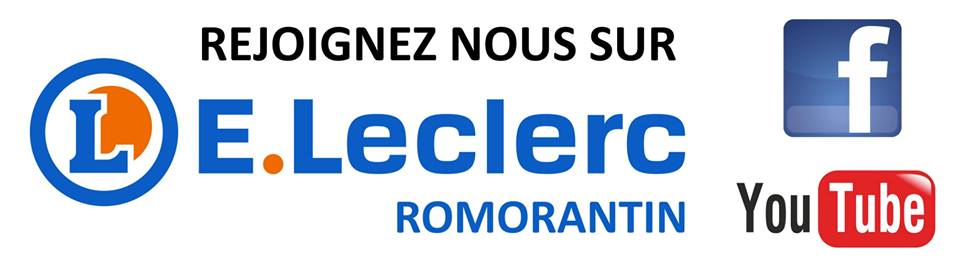 REJOIGNEZ NOUS SUR
L E.Leclerc
ROMORANTIN
f
YouTube